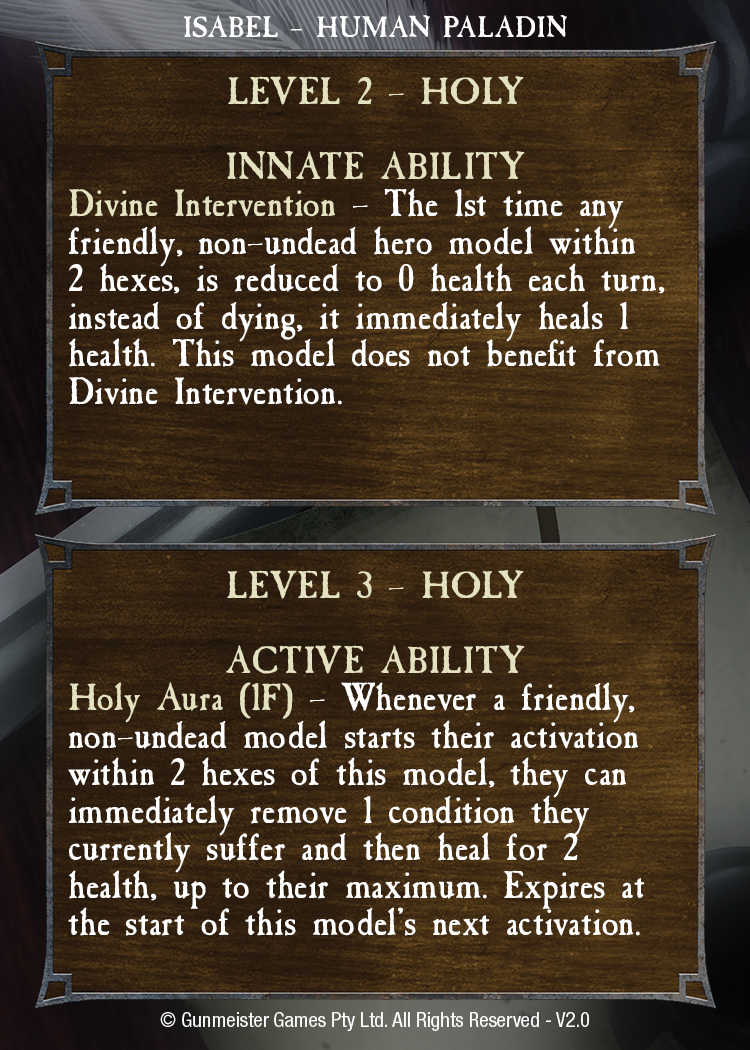 ISABEL – HUMAN PALADIN
LEVEL 2 – HOLY
INNATE ABILITY
Divine Intervention – The 1st time any
friendly, non-undead hero model within
2 hexes, is reduced to 0 health each turn,
instead of dying, it immediately heals 1
health. This model does not benefit from
Divine Intervention.
LEVEL 3 – HOLY
ACTIVE ABILITY
Holy Aura (1F) – Whenever a friendly,
non-undead model starts their activation
within 2 hexes of this model, they can
immediately remove 1 condition they
currently suffer and then heal for 2
health, up to their maximum. Expires at
the start of this model's next activation.
© Gunmeister Games Pty Ltd. All Rights Reserved - V2.0